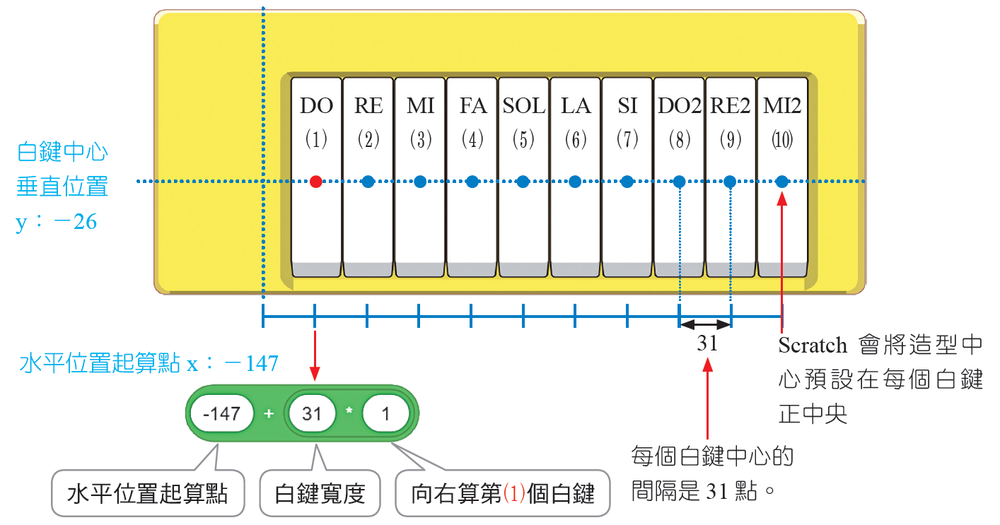 DO RE MI FA SOL LA SI DO2 RE2 MI2
(1) (2) (3) (4) (5) (6) (7) (8) (9) (10)
白鍵中心
垂直位置
y：－26
31
水平位置起算點 x：－147
Scratch 會將造型中
心預設在每個白鍵
正中央
-147 + 31 * 1
每個白鍵中心的
間隔是 31 點。
水平位置起算點
白鍵寬度
向右算第(1)個白鍵